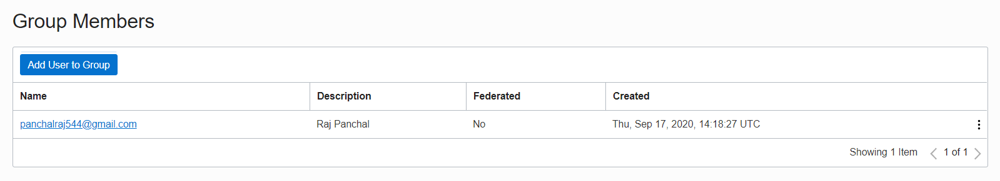 Group Members
Add User to Group
Name Description Federated Created
panchalraj544@gmail.com Raj Panchal No Thu, Sep 17, 2020, 14:18:27 UTC
Showing 1 Item 1 of 1